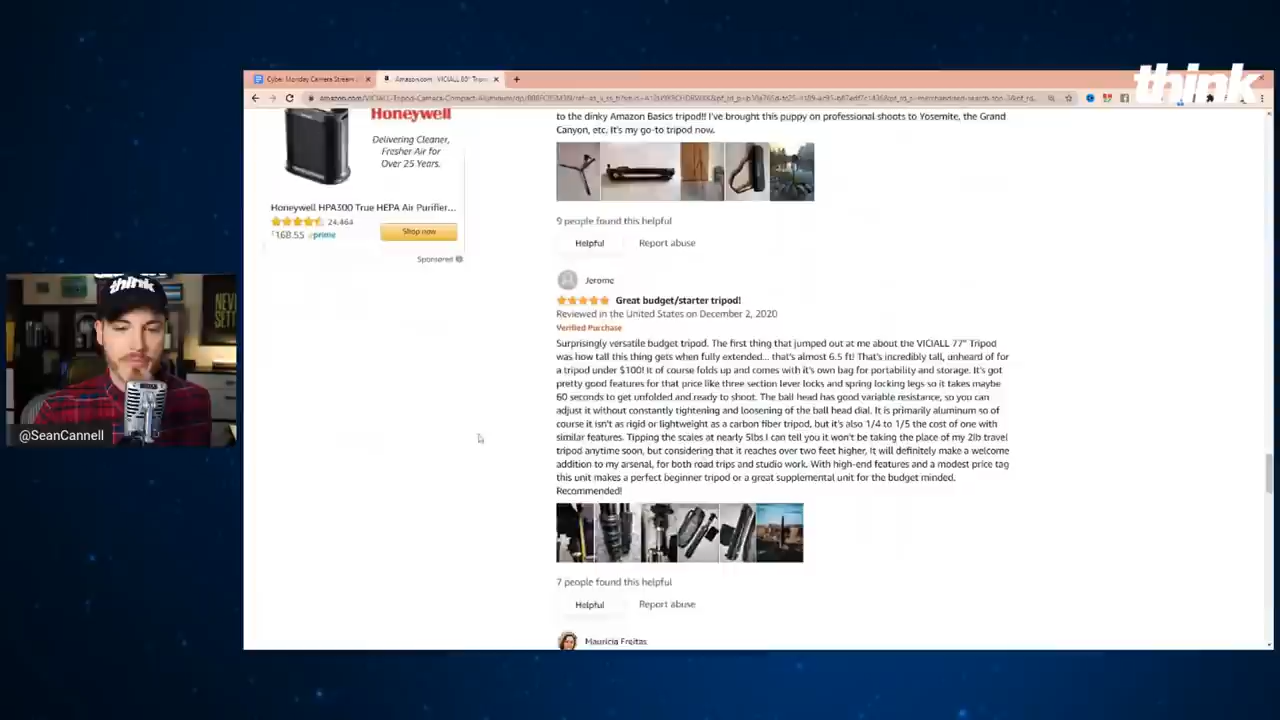 think
Cyber Monday Camera Stream
Amazon.com: VICIALL 80" Tripod
Honeywell
Delivering Cleaner,
Fresher Air for
Over 25 Years.
Honeywell HPA300 True HEPA Air Purifier...
24,464
$168.55 prime
Shop now
Sponsored
to the dinky Amazon Basics tripod!! I've brought this puppy on professional shoots to Yosemite, the Grand
Canyon, etc. It's my go-to tripod now.
9 people found this helpful
Helpful
Report abuse
Jerome
Great budget/starter tripod!
Reviewed in the United States on December 2, 2020
Verified Purchase
Surprisingly versatile budget tripod. The first thing that jumped out at me about the VICIALL 77" Tripod
was how tall this thing gets when fully extended... that's almost 6.5 ft! That's incredibly tall, unheard of for
a tripod under $100! It of course folds up and comes with it's own bag for portability and storage. It's got
pretty good features for that price like three section lever locks and spring locking legs so it takes maybe
60 seconds to get unfolded and ready to shoot. The ball head has good variable resistance, so you can
adjust it without constantly tightening and loosening of the ball head dial. It is primarily aluminum so of
course it isn't as rigid or lightweight as a carbon fiber tripod, but it's also 1/4 to 1/5 the cost of one with
similar features. Tipping the scales at nearly 5lbs I can tell you it won't be taking the place of my 2lb travel
tripod anytime soon, but considering that it reaches over two feet higher, It will definitely make a welcome
addition to my arsenal, for both road trips and studio work. With high-end features and a modest price tag
this unit makes a perfect beginner tripod or a great supplemental unit for the budget minded.
Recommended!
7 people found this helpful
Helpful
Report abuse
Mauricia Freitas
think
NEVER
SETT
@SeanCannell